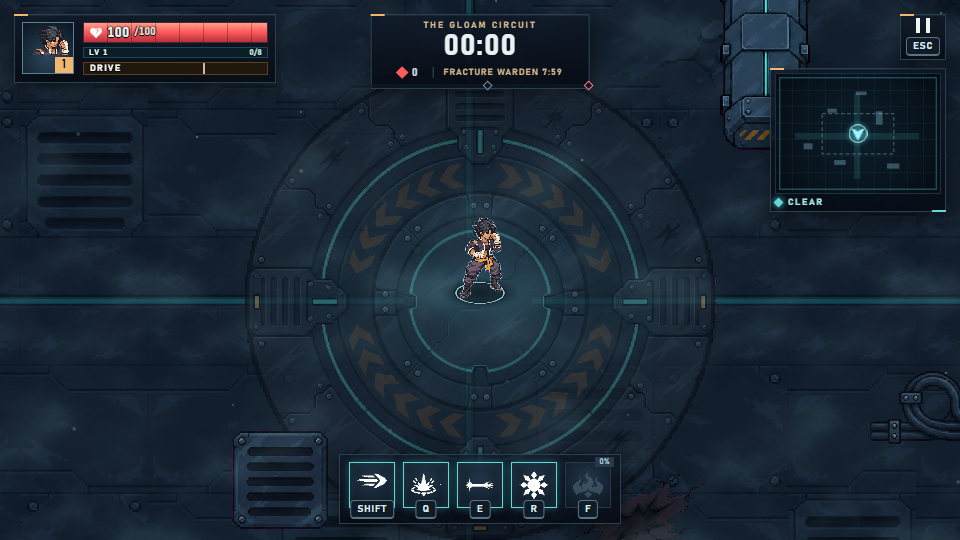 100 /100
LV 1 0/8
1
DRIVE
THE GLOAM CIRCUIT
00:00
0 FRACTURE WARDEN 7:59
ESC
CLEAR
0%
SHIFT Q E R F